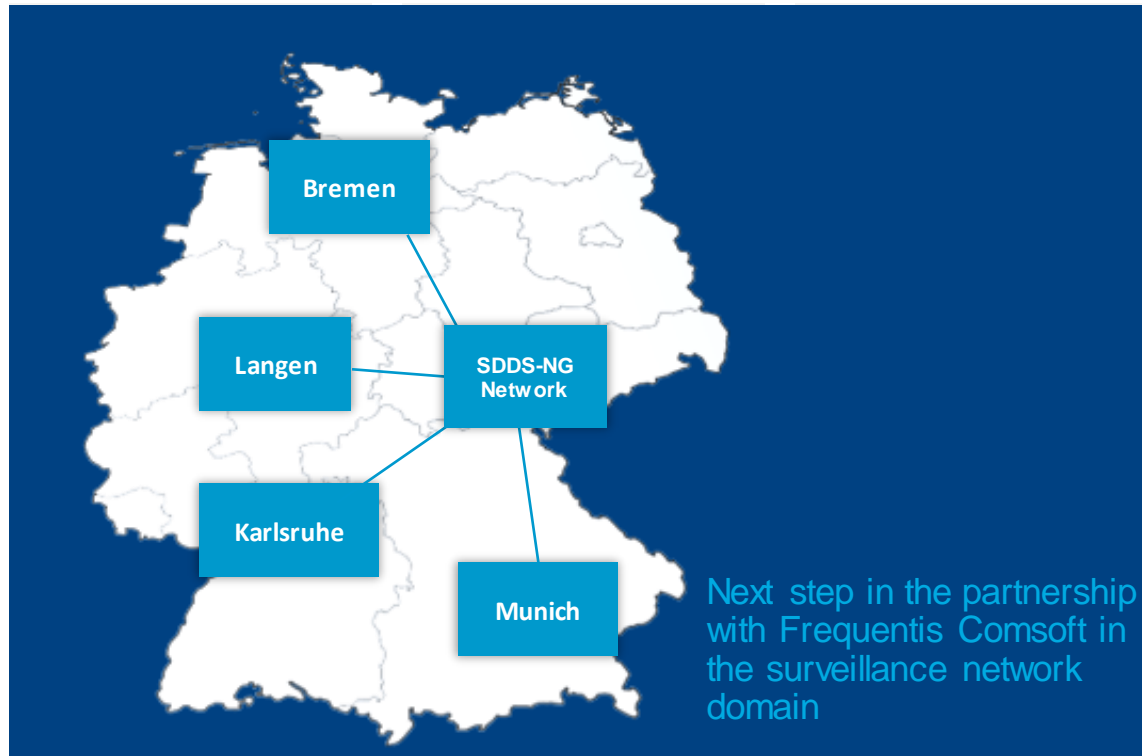 Bremen
Langen
SDDS-NG
Network
Karlsruhe
Munich
Next step in the partnership
with Frequentis Comsoft in
the surveillance network
domain